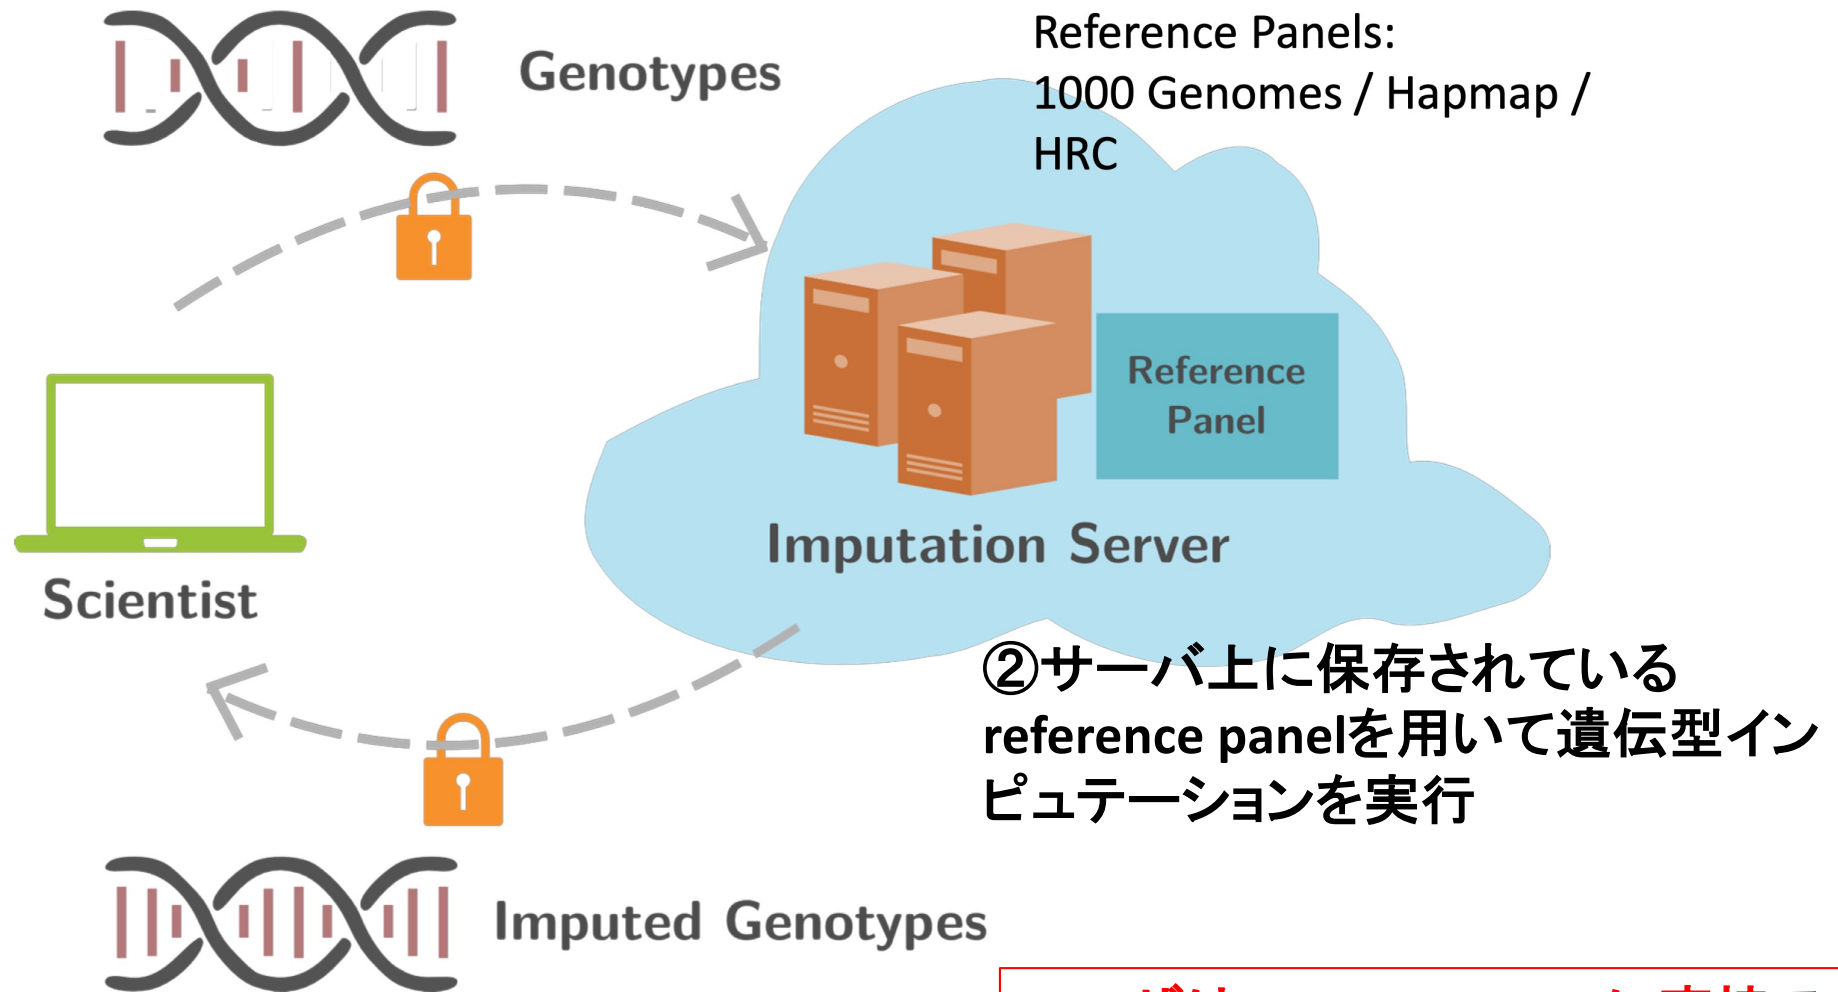 Genotypes
Reference Panels:
1000 Genomes / Hapmap /
HRC
Reference
Panel
Imputation Server
Scientist
②サーバ上に保存されている
reference panelを用いて遺伝型イン
ピュテーションを実行
Imputed Genotypes